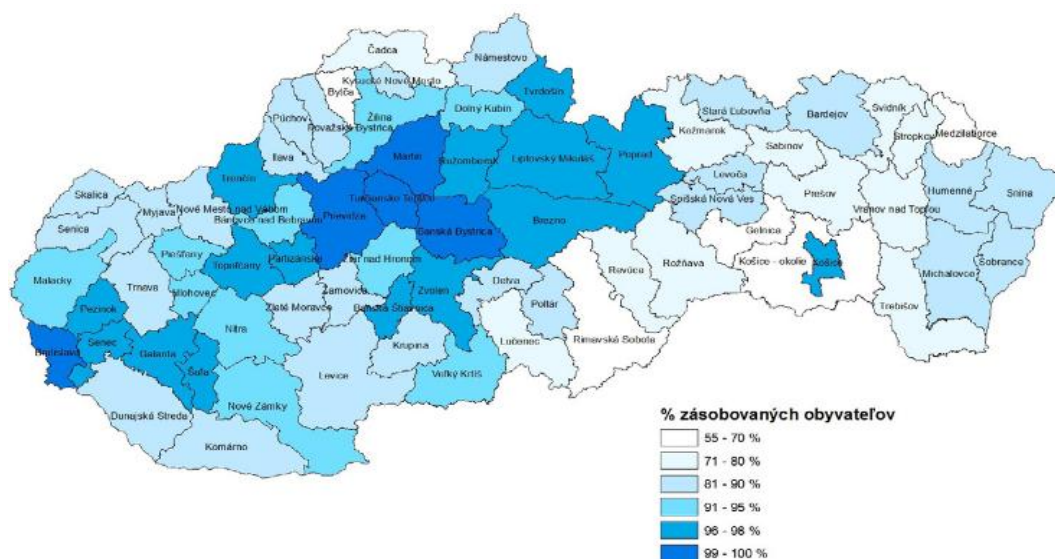 Čadca
Námestovo
Kysucké Nové Mesto
Bytča
Tvrdošín
Dolný Kubín
Žilina
Púchov
Považská Bystrica
Ilava
Martin
Ružomberok
Liptovský Mikuláš
Poprad
Kežmarok
Stará Ľubovňa
Bardejov
Svidník
Stropkov
Medzilaborce
Sabinov
Levoča
Prešov
Humenné
Snina
Spišská Nová Ves
Vranov nad Topľou
Gelnica
Košice - okolie
Košice
Michalovce
Sobrance
Trebišov
Trenčín
Skalica
Myjava
Nové Mesto nad Váhom
Bánovce nad Bebravou
Prievidza
Turčianske Teplice
Banská Bystrica
Brezno
Senica
Piešťany
Topoľčany
Partizánske
Žiar nad Hronom
Malacky
Trnava
Hlohovec
Žarnovica
Zvolen
Detva
Revúca
Rožňava
Pezinok
Zlaté Moravce
Banská Štiavnica
Poltár
Nitra
Bratislava
Senec
Galanta
Šaľa
Krupina
Lučenec
Rimavská Sobota
Levice
Veľký Krtíš
Dunajská Streda
Nové Zámky
Komárno
% zásobovaných obyvateľov
55 - 70 %
71 - 80 %
81 - 90 %
91 - 95 %
96 - 98 %
99 - 100 %